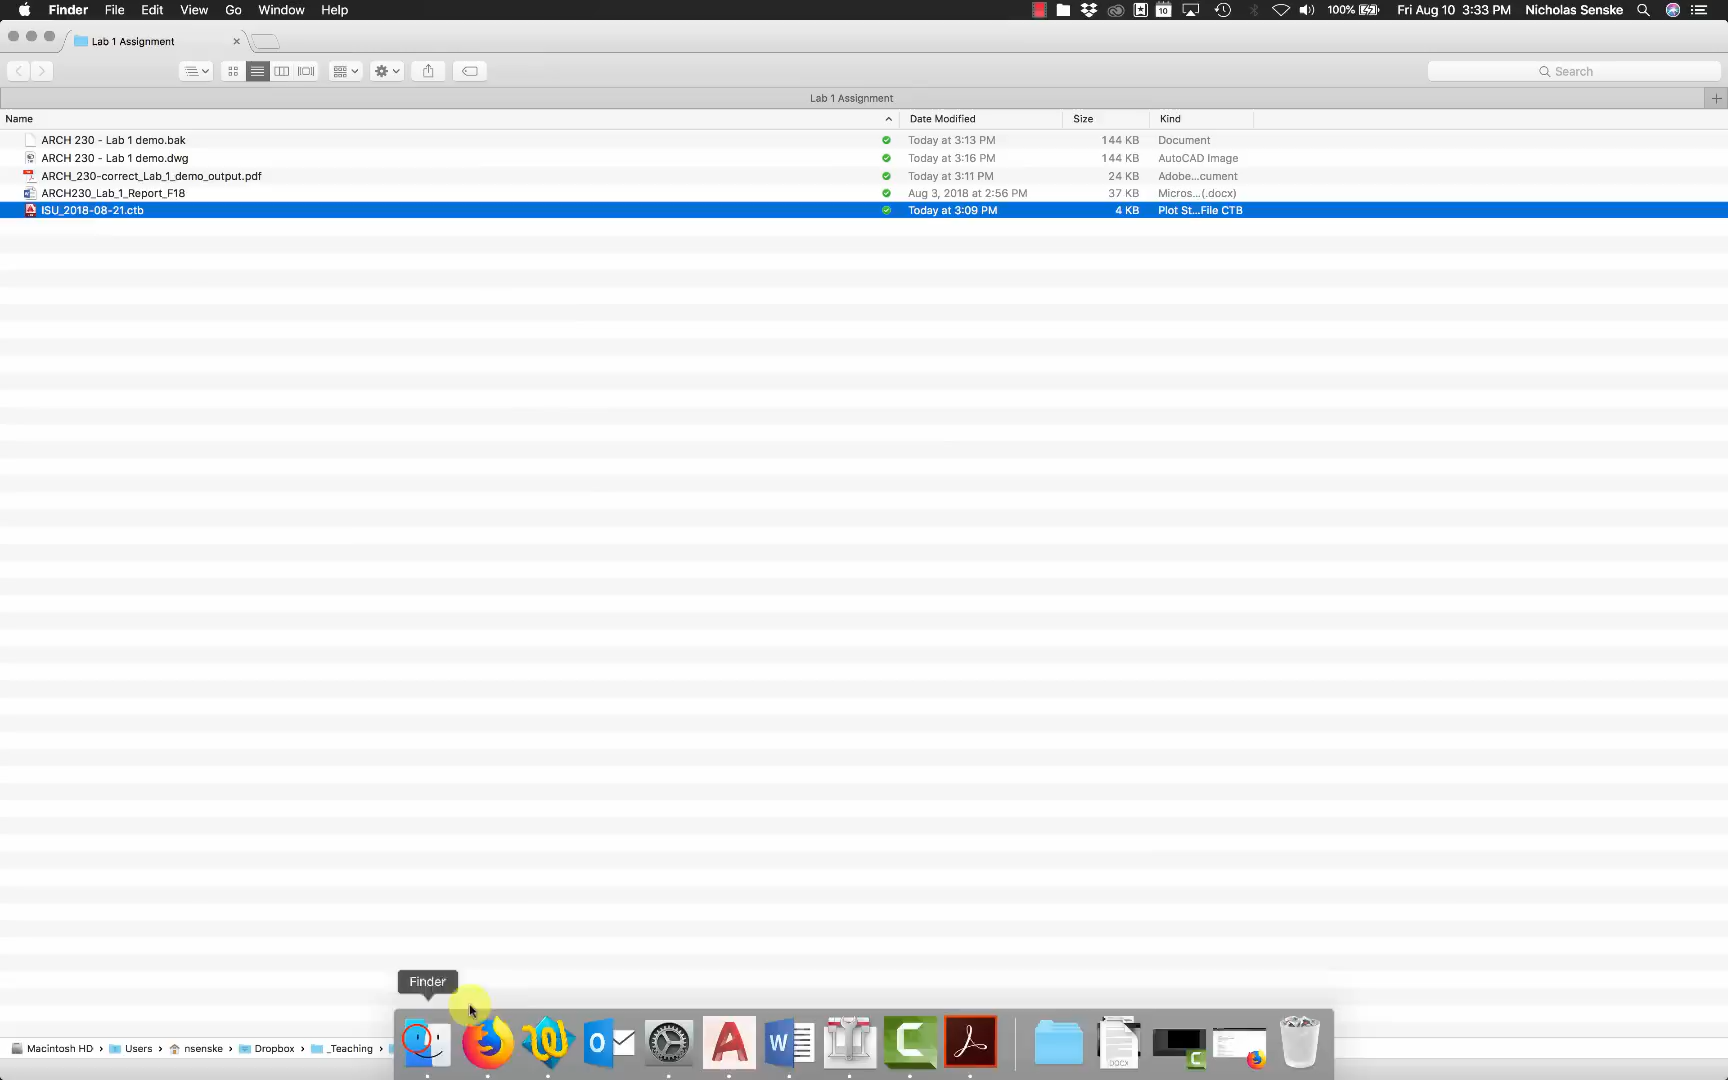 Finder File Edit View Go Window Help 10 100% Fri Aug 10 3:33 PM Nicholas Senske
Lab 1 Assignment
Search
Lab 1 Assignment
Name Date Modified Size Kind
ARCH 230 - Lab 1 demo.bak Today at 3:13 PM 144 KB Document
ARCH 230 - Lab 1 demo.dwg Today at 3:16 PM 144 KB AutoCAD Image
ARCH_230-correct_Lab_1_demo_output.pdf Today at 3:11 PM 24 KB Adobe...cument
ARCH230_Lab_1_Report_F18 Aug 3, 2018 at 2:56 PM 37 KB Micros...(.docx)
ISU_2018-08-21.ctb Today at 3:09 PM 4 KB Plot St...File CTB
Finder
Macintosh HD › Users › nsenske › Dropbox › _Teaching ›
DOCX